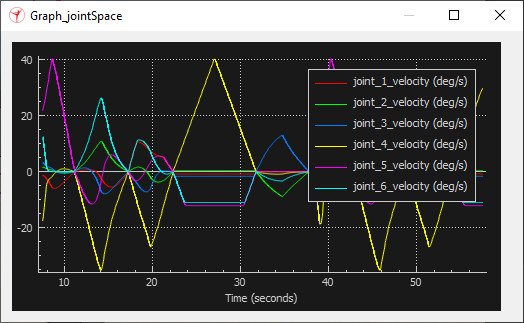 Graph_jointSpace
40
20
0
-20
joint_1_velocity (deg/s)
joint_2_velocity (deg/s)
joint_3_velocity (deg/s)
joint_4_velocity (deg/s)
joint_5_velocity (deg/s)
joint_6_velocity (deg/s)
10 20 30 40 50
Time (seconds)